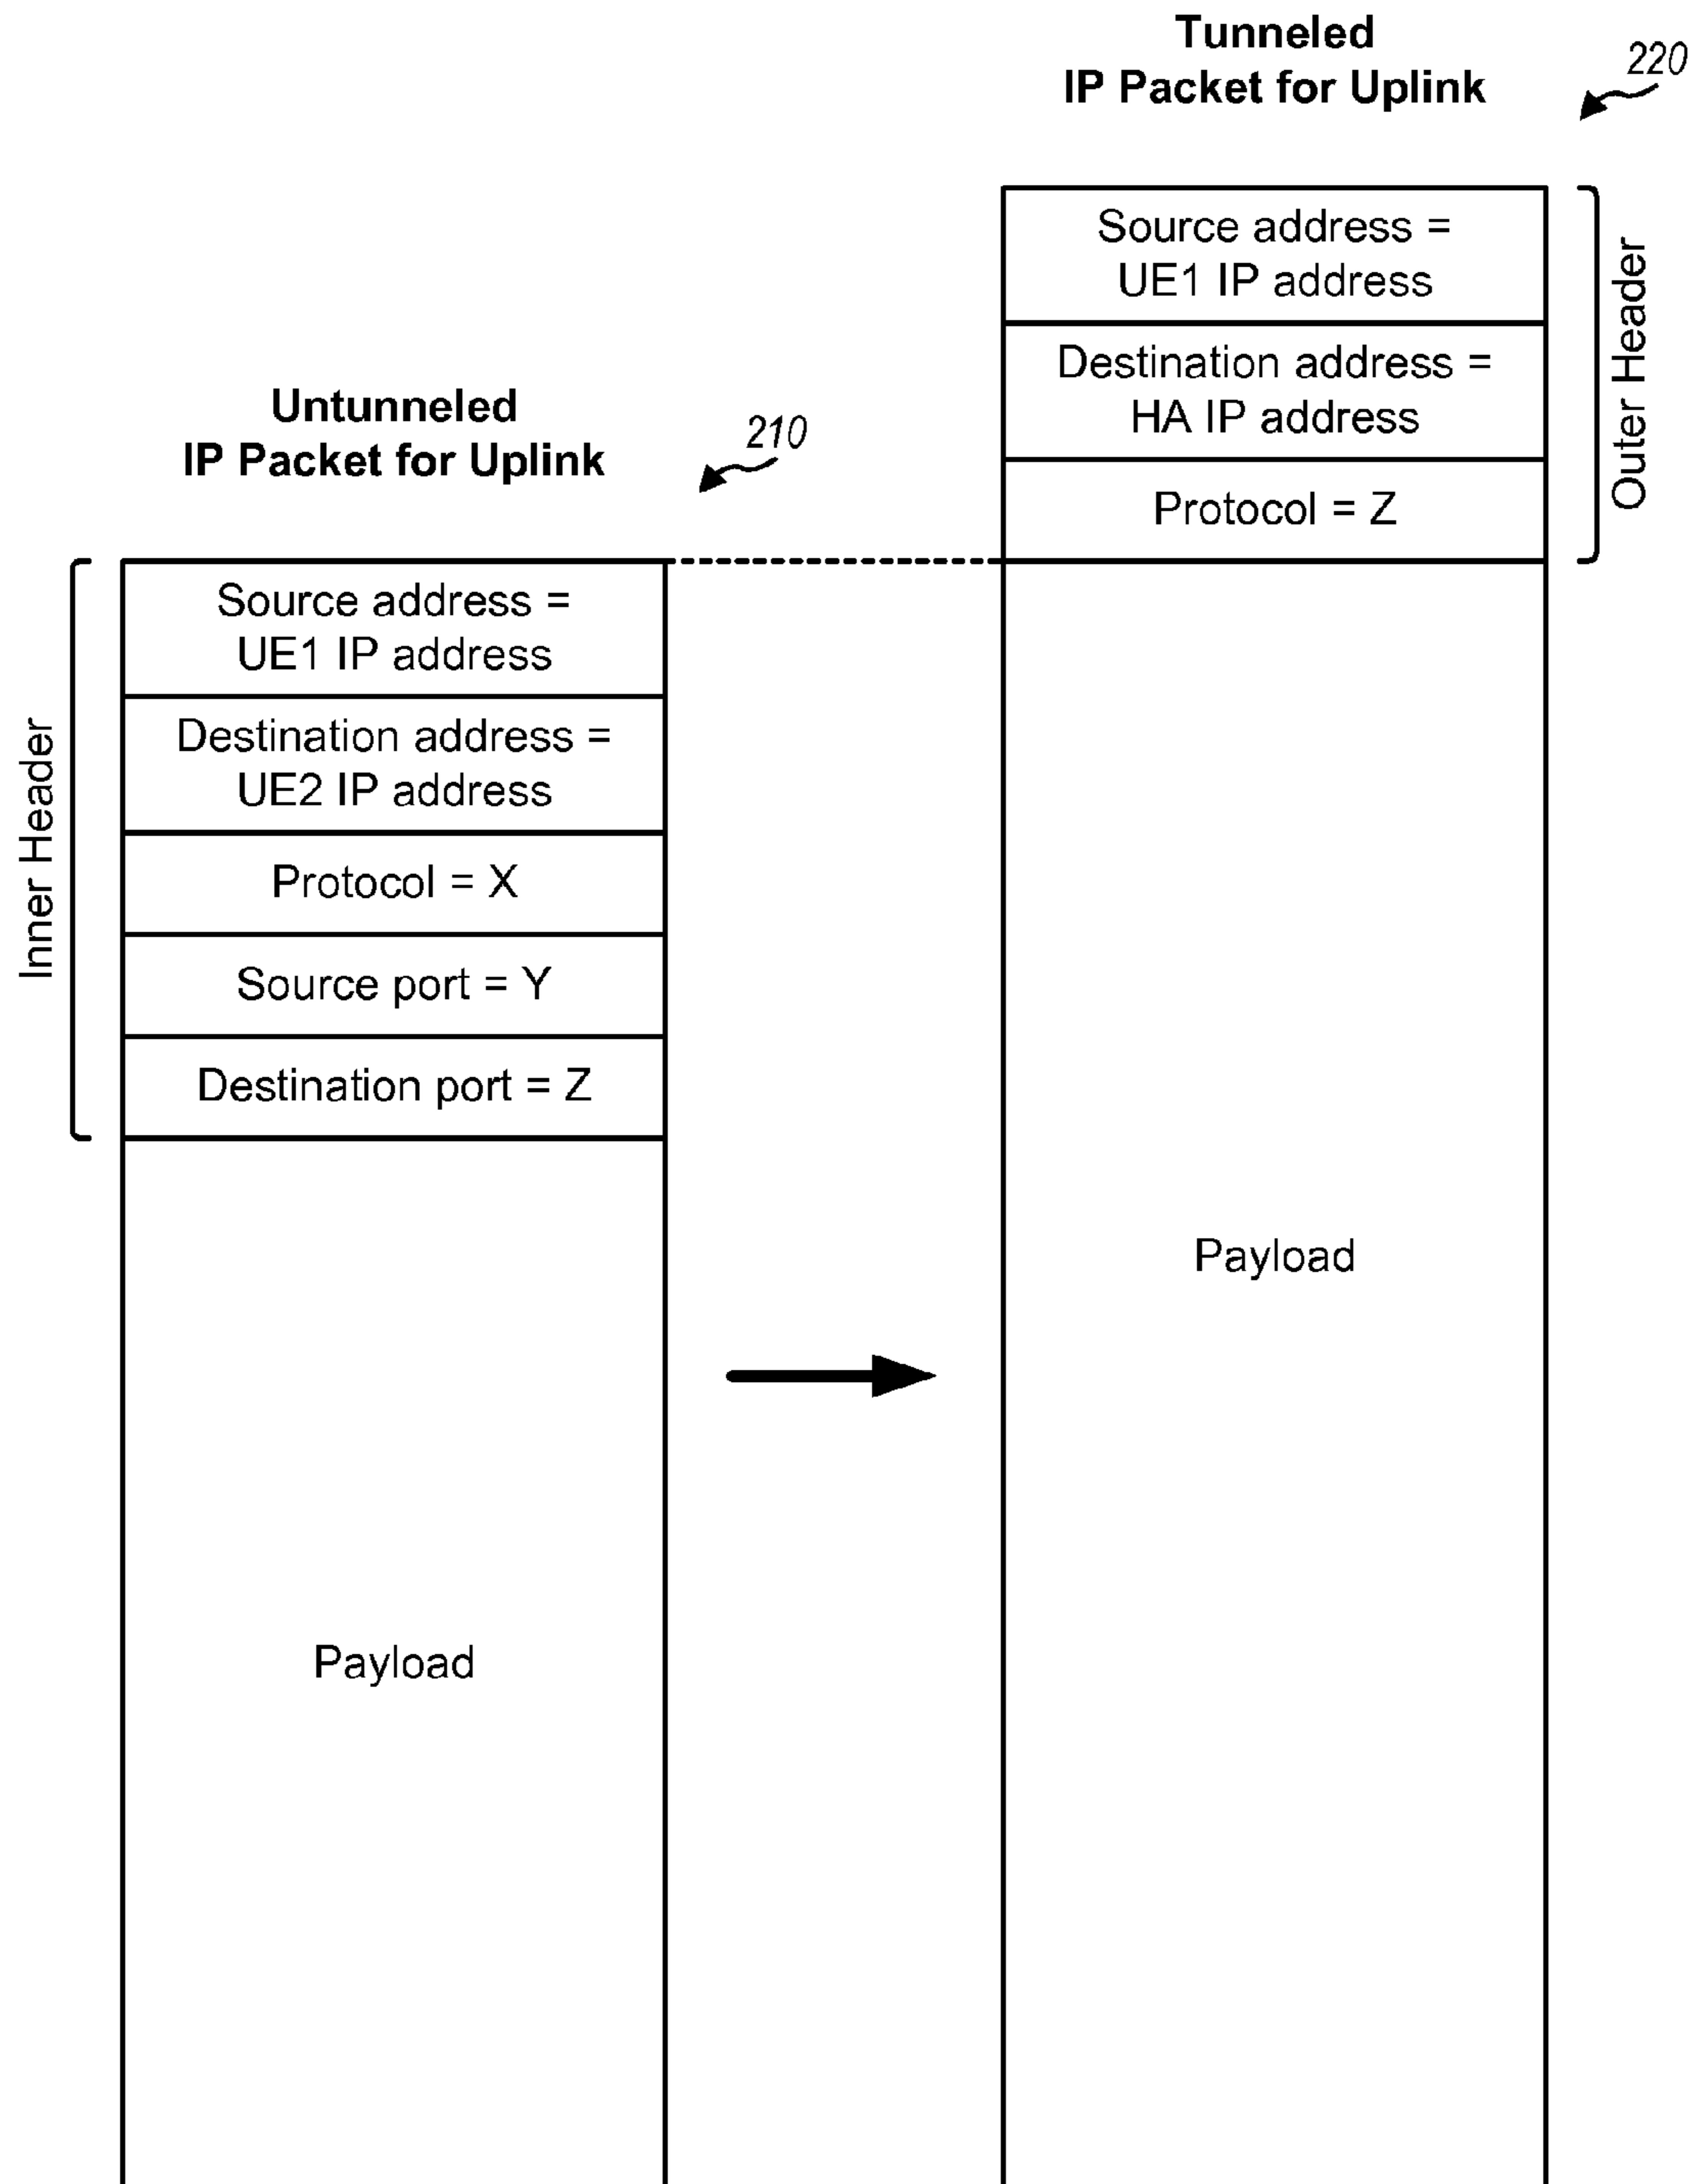 Tunneled
IP Packet for Uplink
220
Source address =
UE1 IP address
Destination address =
HA IP address
Protocol = Z
Outer Header
Untunneled
IP Packet for Uplink
210
Inner Header
Source address =
UE1 IP address
Destination address =
UE2 IP address
Protocol = X
Source port = Y
Destination port = Z
Payload
Payload